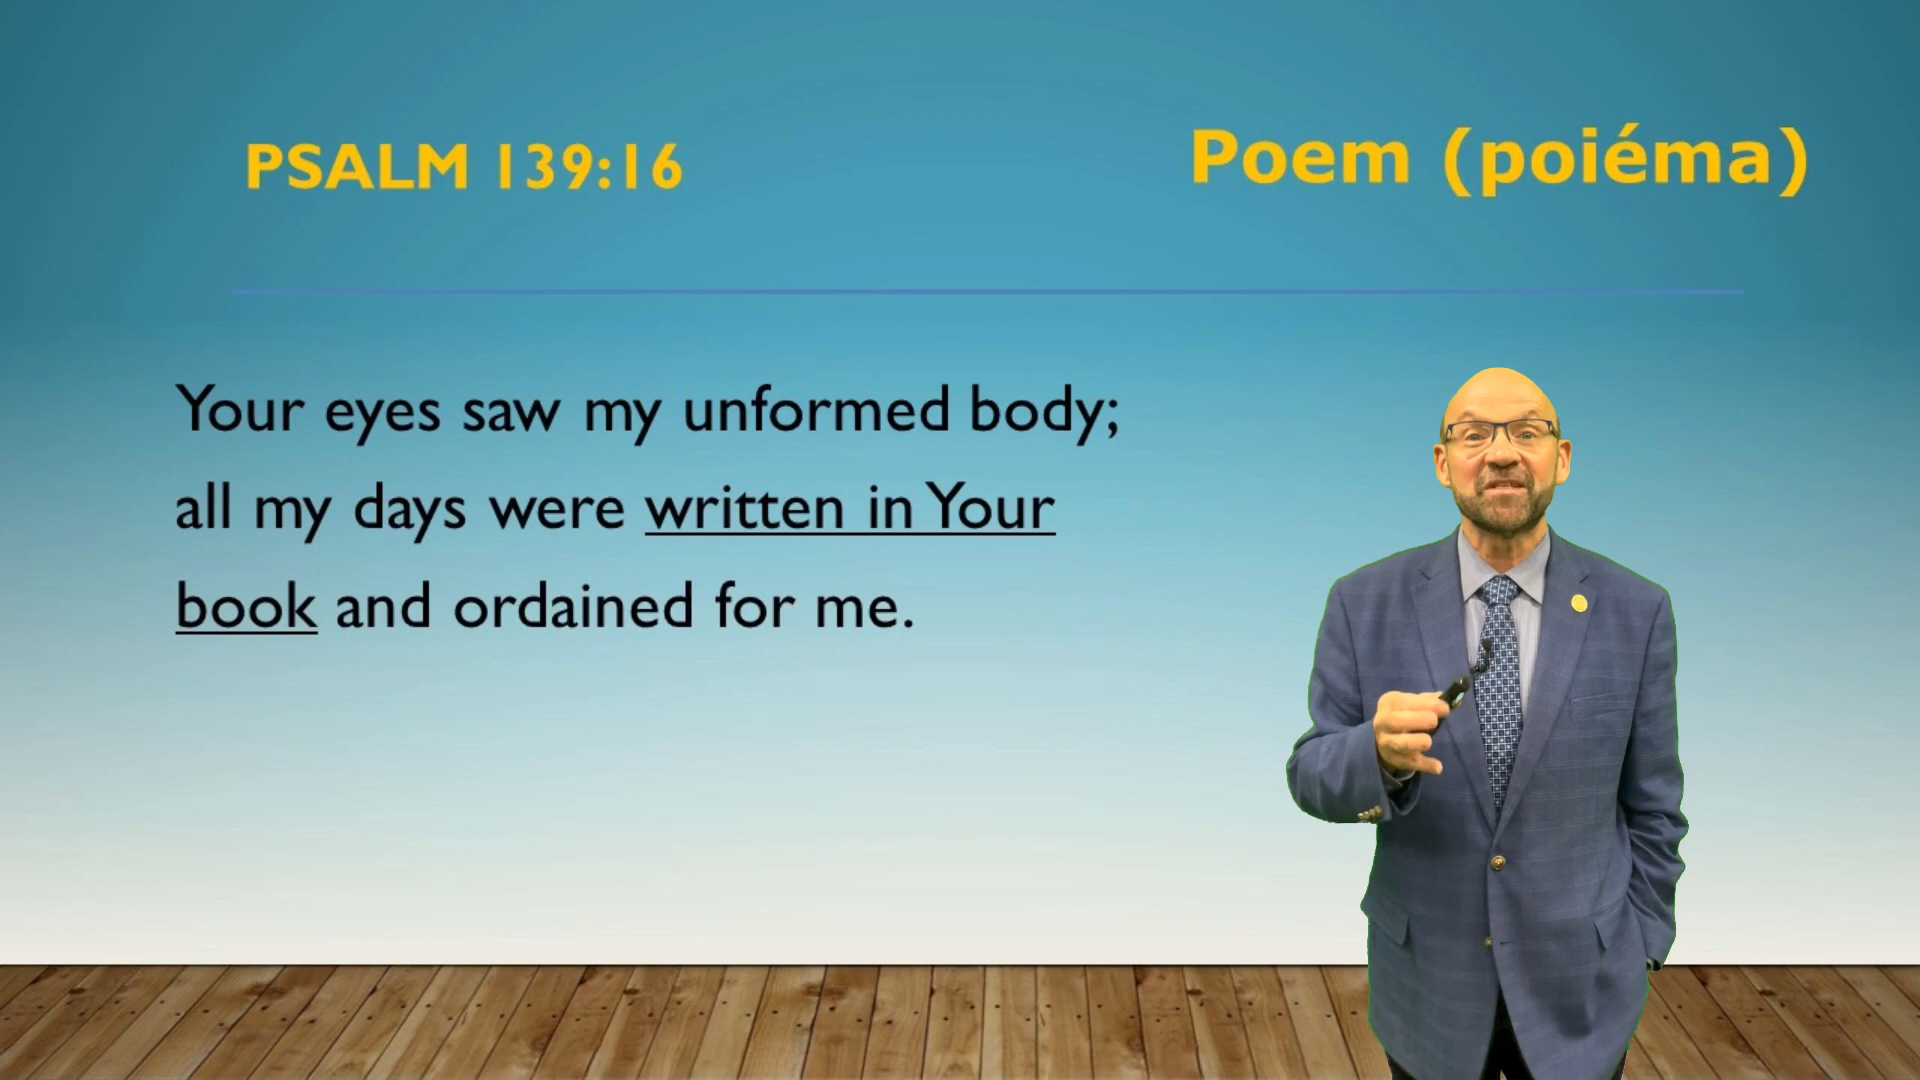 PSALM 139:16
Poem (poiéma)
Your eyes saw my unformed body;
all my days were written in Your
book and ordained for me.